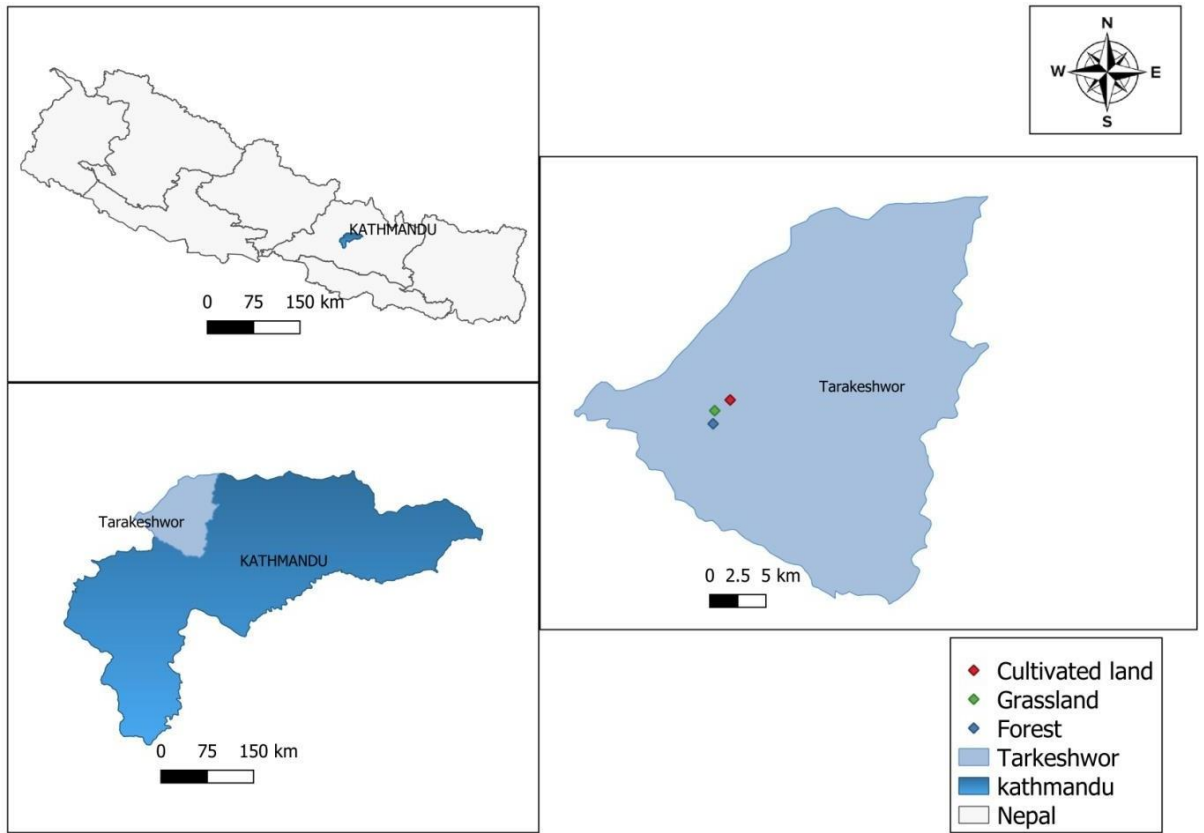 KATHMANDU
0 75 150 km
N
W E
S
Tarakeshwor
0 2.5 5 km
Tarakeshwor
KATHMANDU
0 75 150 km
Cultivated land
Grassland
Forest
Tarkeshwor
kathmandu
Nepal